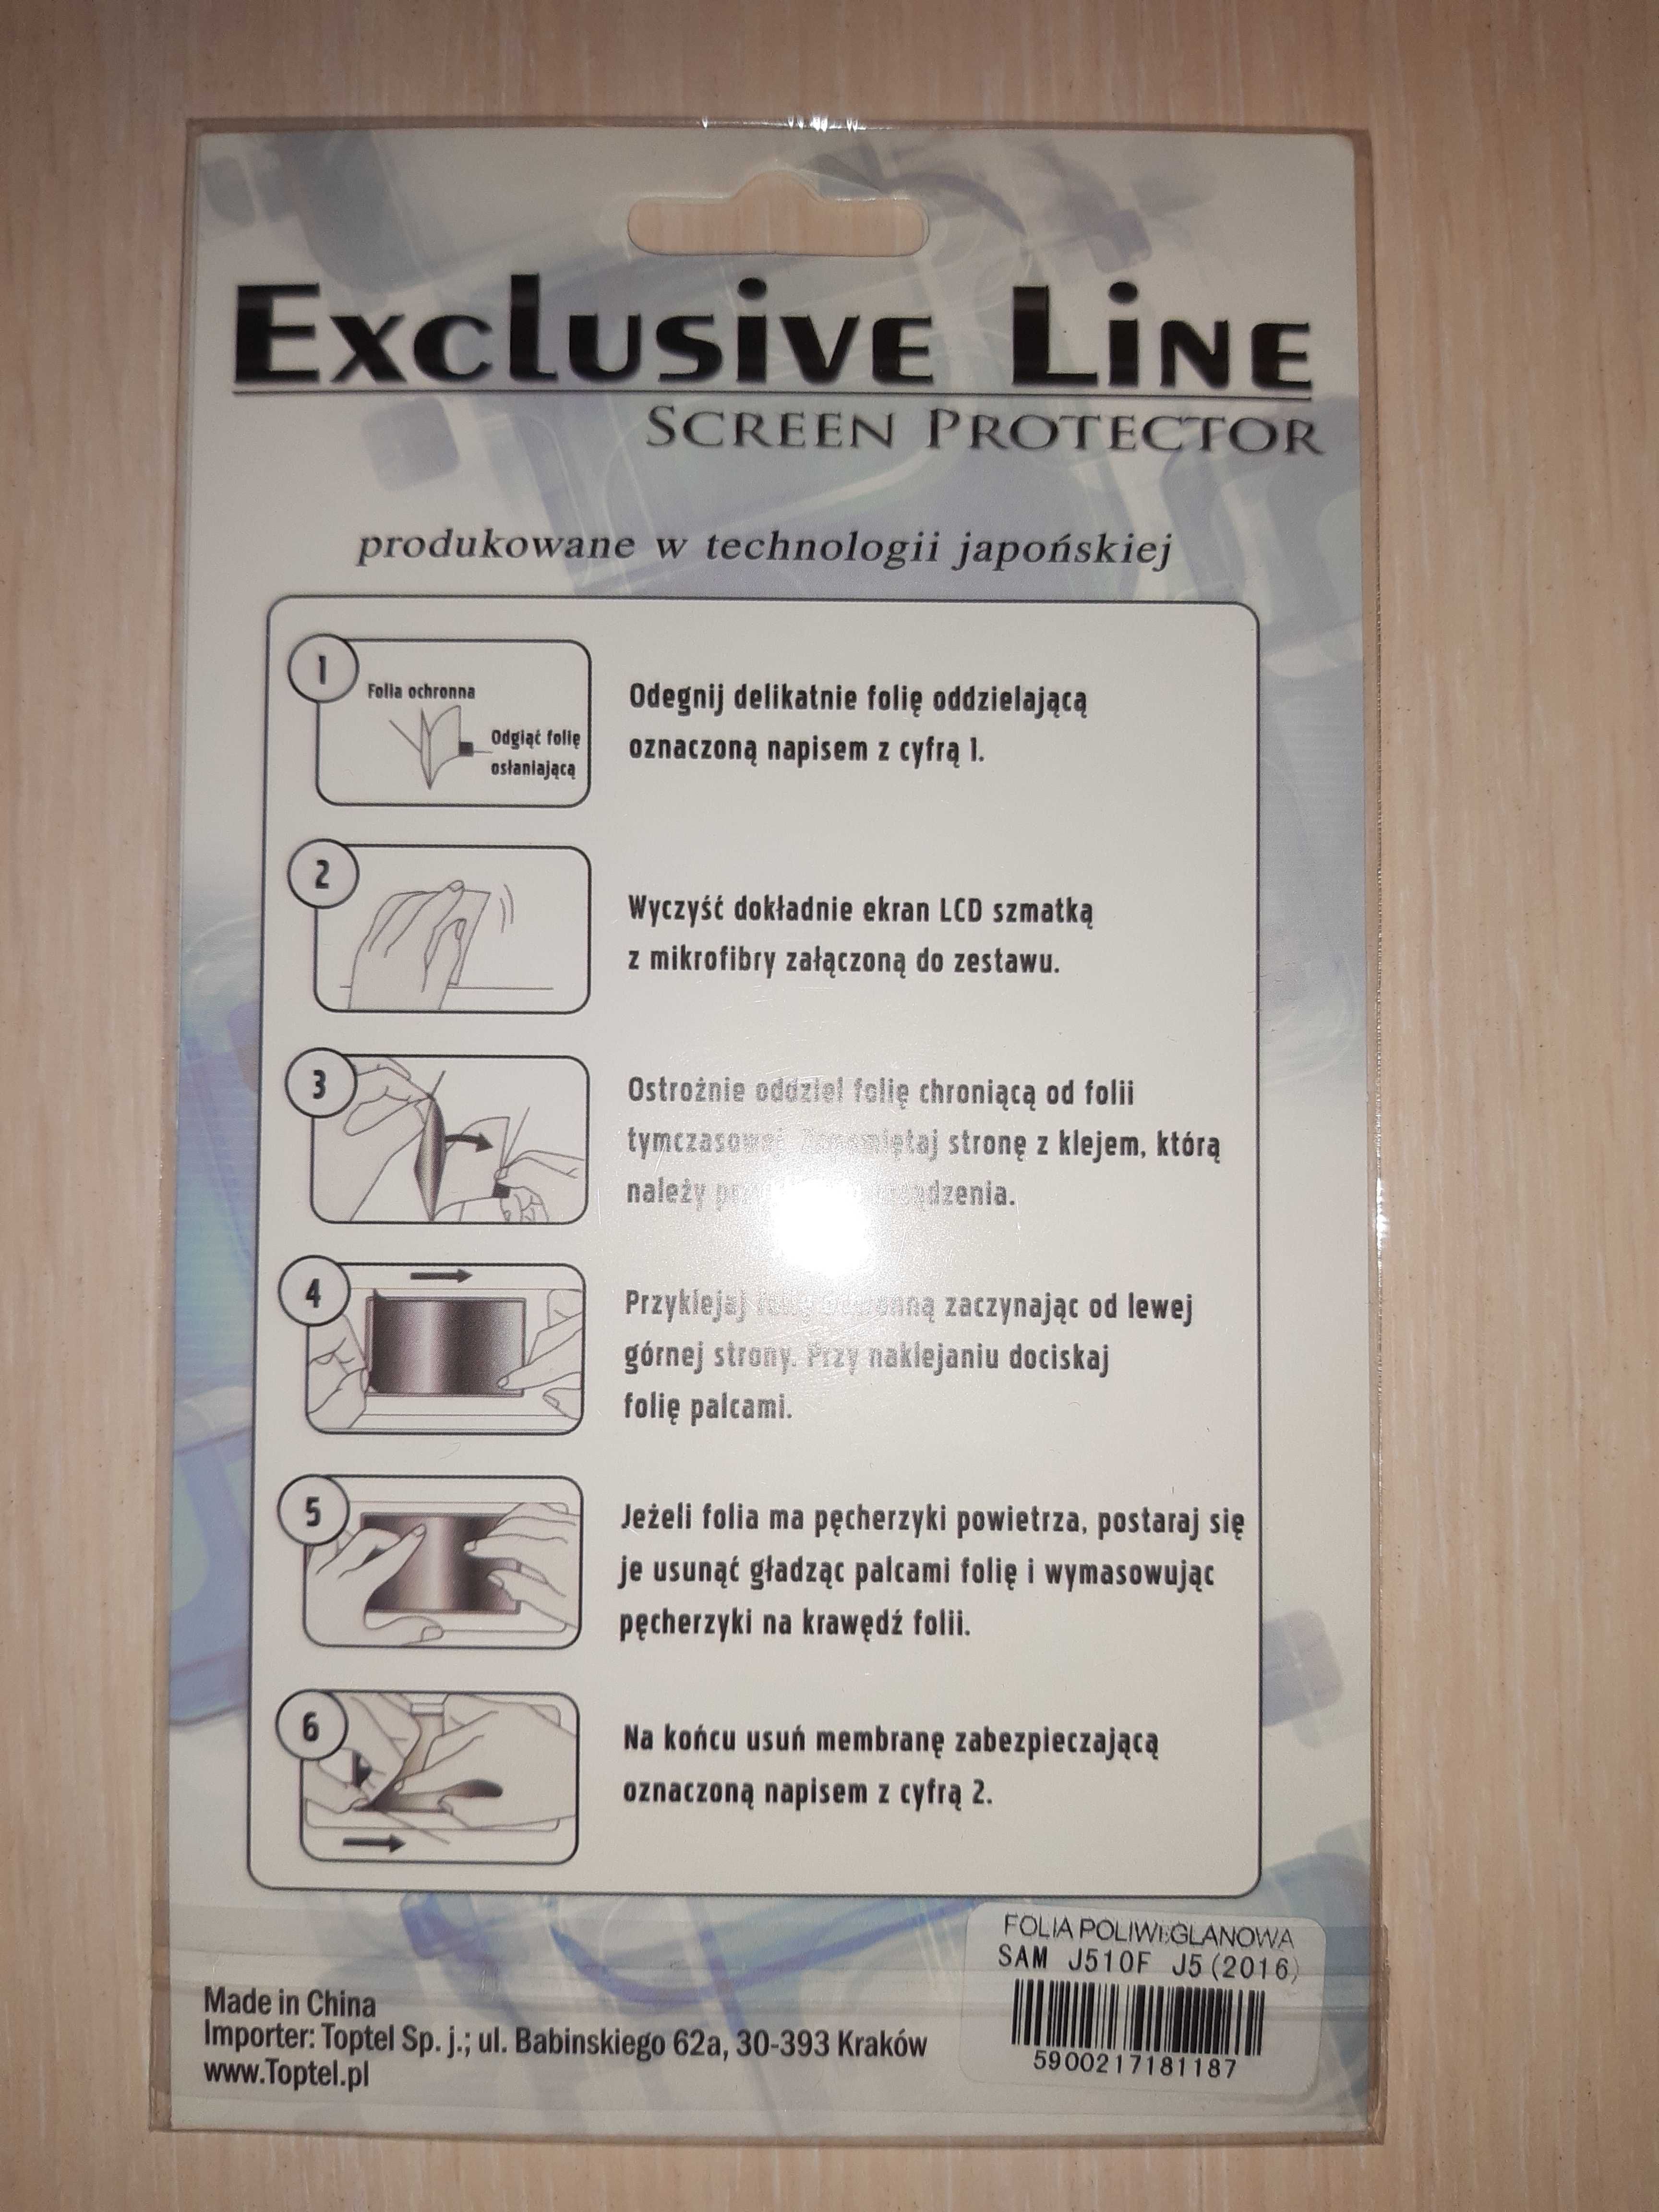 Exclusive Line
Screen Protector
produkowane w technologii japońskiej
1
Folia ochronna
Odgiąć folię
osłaniającą
Odegnij delikatnie folię oddzielającą
oznaczoną napisem z cyfrą 1.
2
Wyczyść dokładnie ekran LCD szmatką
z mikrofibry załączoną do zestawu.
3
Ostrożnie oddziel folię chroniącą od folii
tymczasowej. Zapamiętaj stronę z klejem, którą
należy
4
Przyklejaj folię ochronną zaczynając od lewej
górnej strony. Przy naklejaniu dociskaj
folię palcami.
5
Jeżeli folia ma pęcherzyki powietrza, postaraj się
je usunąć gładząc palcami folię i wymasowując
pęcherzyki na krawędź folii.
6
Na końcu usuń membranę zabezpieczającą
oznaczoną napisem z cyfrą 2.
FOLIA POLIWĘGLANOWA
SAM J510F J5 (2016)
5900217181187
Made in China
Importer: Toptel Sp. j.; ul. Babinskiego 62a, 30-393 Kraków
www.Toptel.pl